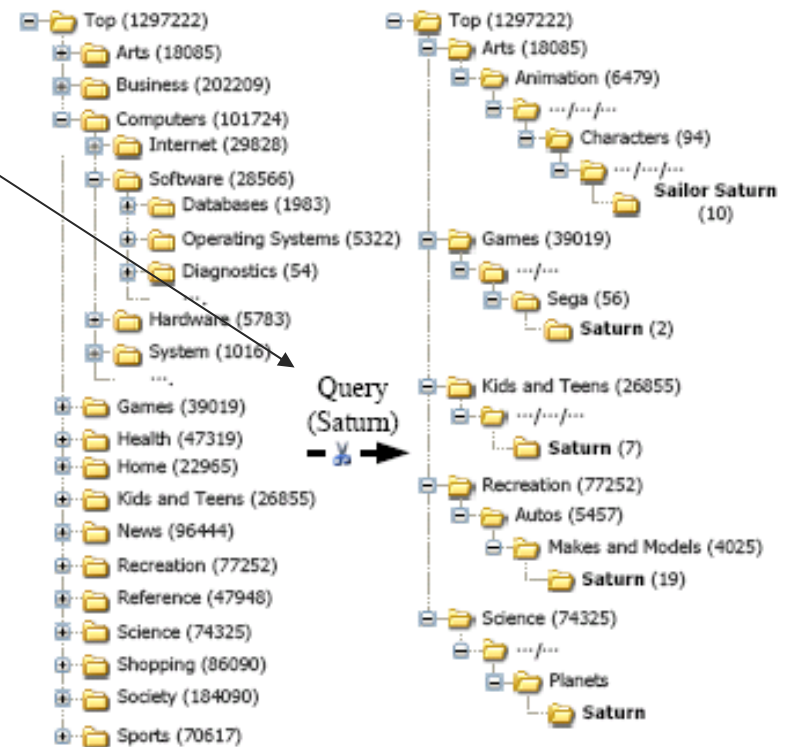 Top (1297222)
Arts (18085)
Business (202209)
Computers (101724)
Internet (29828)
Software (28566)
Databases (1983)
Operating Systems (5322)
Diagnostics (54)
....
Hardware (5783)
System (1016)
....
Games (39019)
Health (47319)
Home (22965)
Kids and Teens (26855)
News (96444)
Recreation (77252)
Reference (47948)
Science (74325)
Shopping (86090)
Society (184090)
Sports (70617)
Query
(Saturn)
Top (1297222)
Arts (18085)
Animation (6479)
.../.../...
Characters (94)
.../.../...
Sailor Saturn
(10)
Games (39019)
.../...
Sega (56)
Saturn (2)
Kids and Teens (26855)
.../.../...
Saturn (7)
Recreation (77252)
Autos (5457)
Makes and Models (4025)
Saturn (19)
Science (74325)
.../...
Planets
Saturn